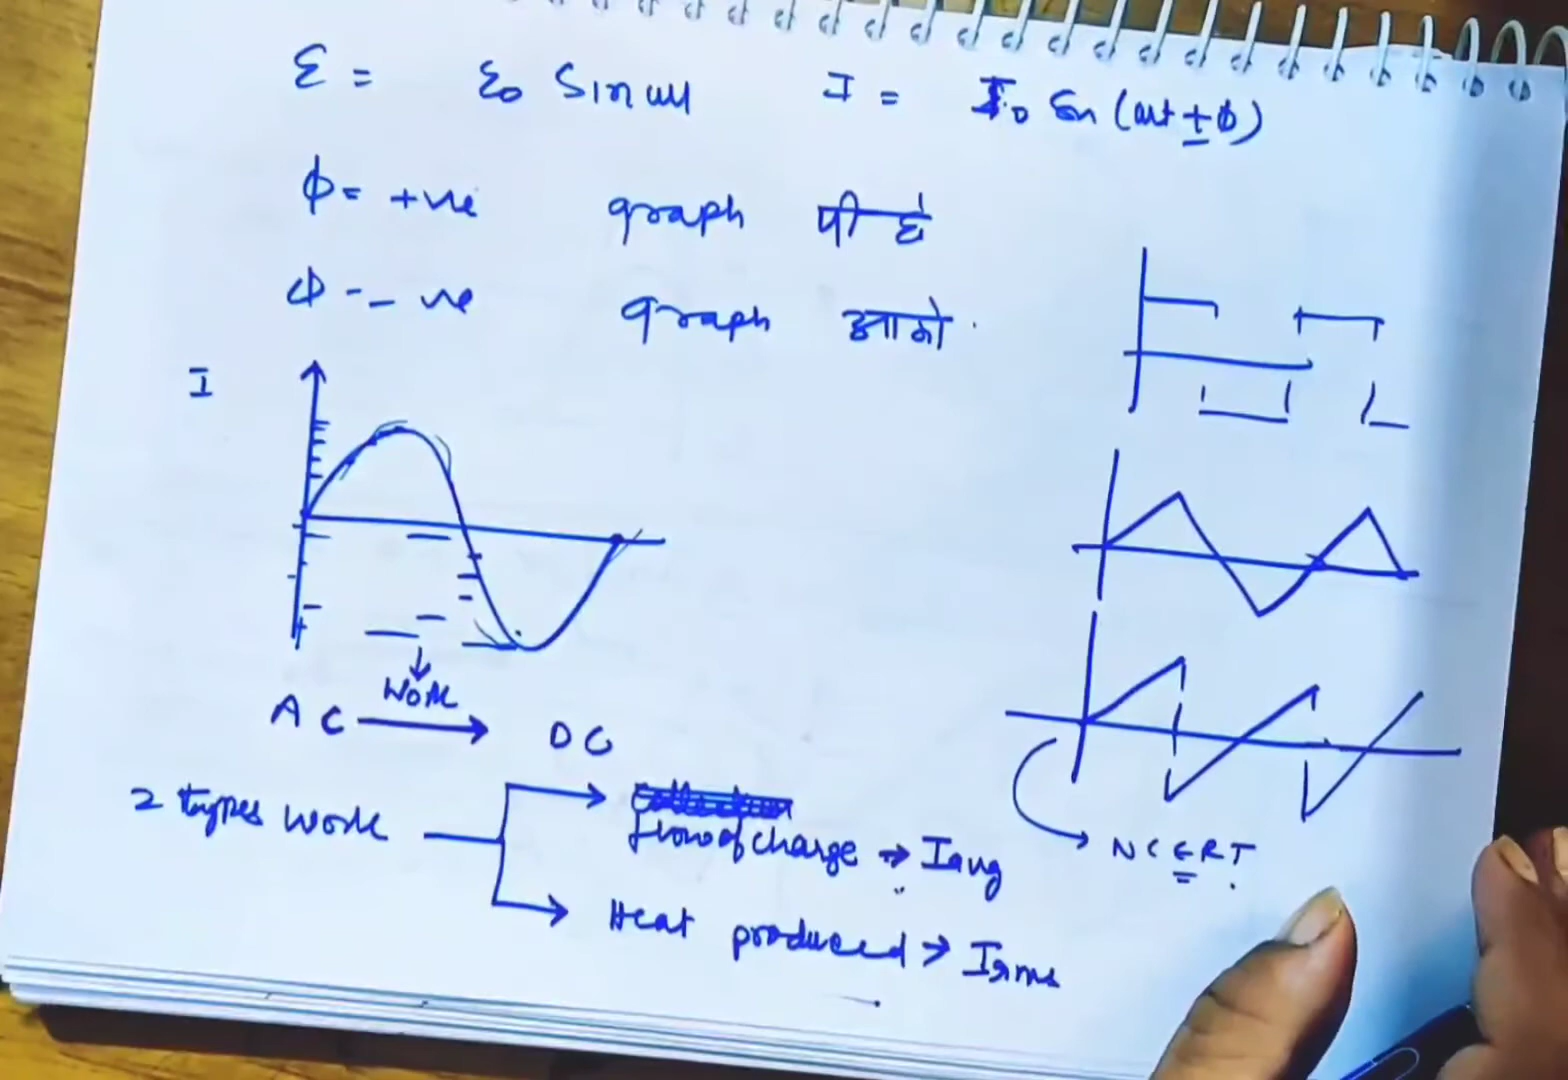 ε = ε₀ Sin ωt I = I₀ Sin (ωt ± ϕ)
ϕ = +ve graph पीछे
ϕ - - ve graph आगे
I
Work
AC → DC
2 types work → flow of charge → Iavg
→ Heat produced → Irms
→ NCERT